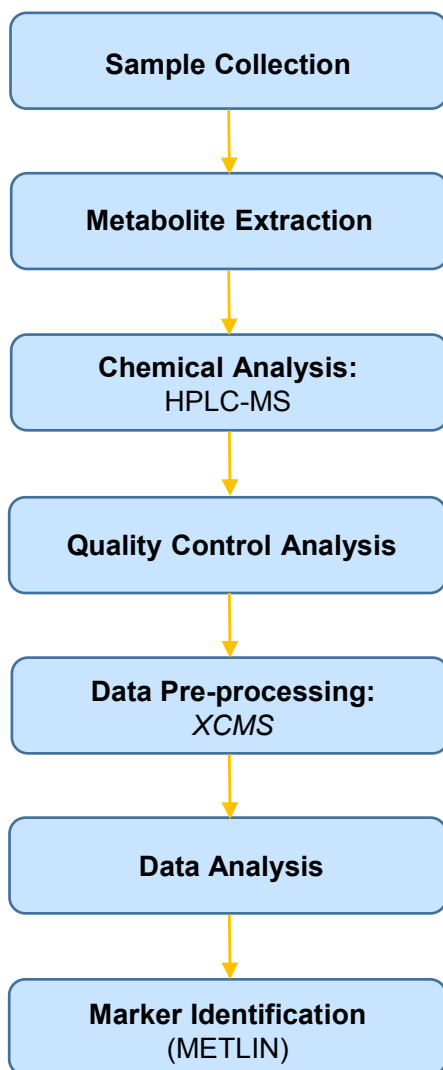 Sample Collection
Metabolite Extraction
Chemical Analysis:
HPLC-MS
Quality Control Analysis
Data Pre-processing:
XCMS
Data Analysis
Marker Identification
(METLIN)